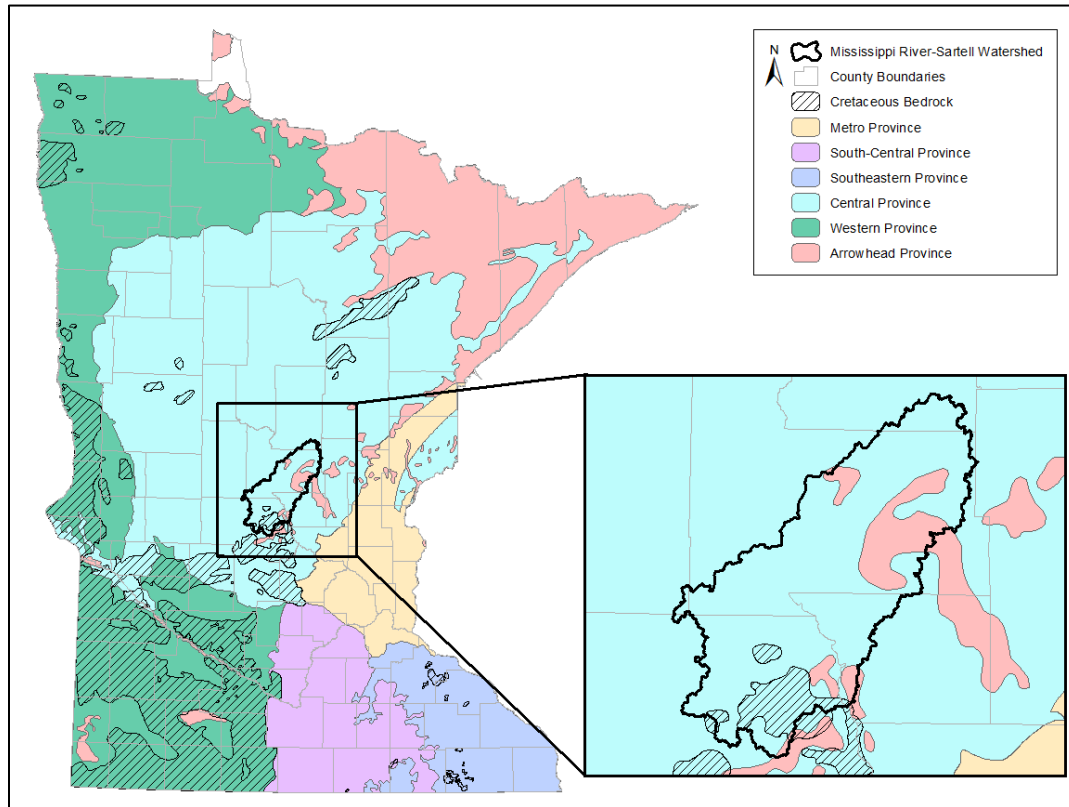 N
Mississippi River-Sartell Watershed
County Boundaries
Cretaceous Bedrock
Metro Province
South-Central Province
Southeastern Province
Central Province
Western Province
Arrowhead Province